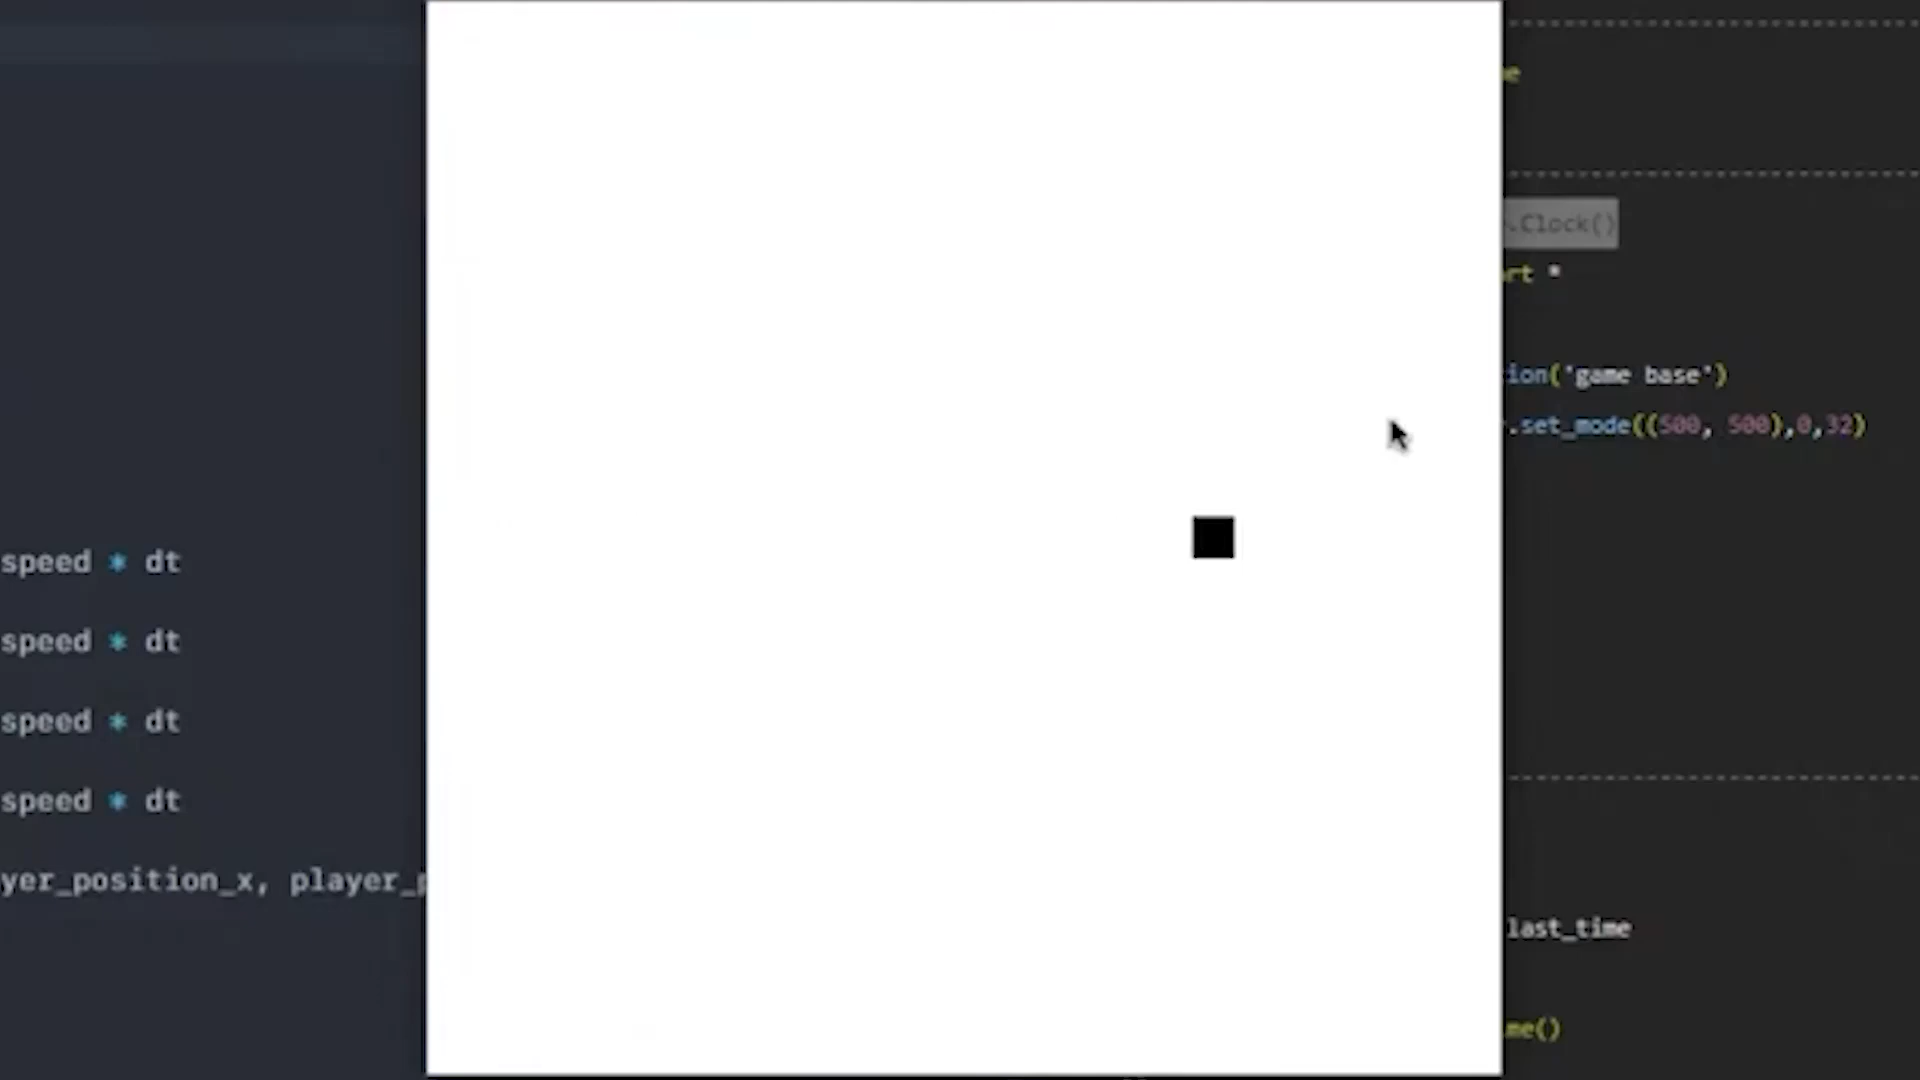 speed * dt
speed * dt
speed * dt
speed * dt
yer_position_x, player_p
e
.Clock()
rt *
ion('game base')
.set_mode((500, 500),0,32)
last_time
me()